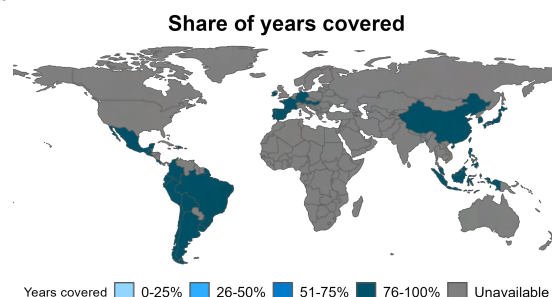 Share of years covered
Years covered 0-25% 26-50% 51-75% 76-100% Unavailable